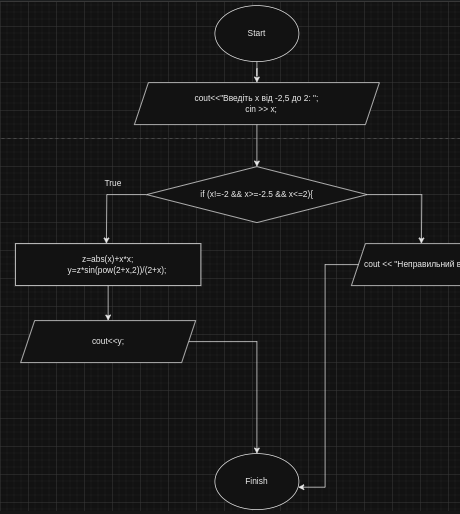 Start
cout<<"Введіть x від -2,5 до 2: ";
cin >> x;
if (x!=-2 && x>=-2.5 && x<=2){
True
z=abs(x)+x*x;
y=z*sin(pow(2+x,2))/(2+x);
cout << "Неправильний
cout<<y;
Finish